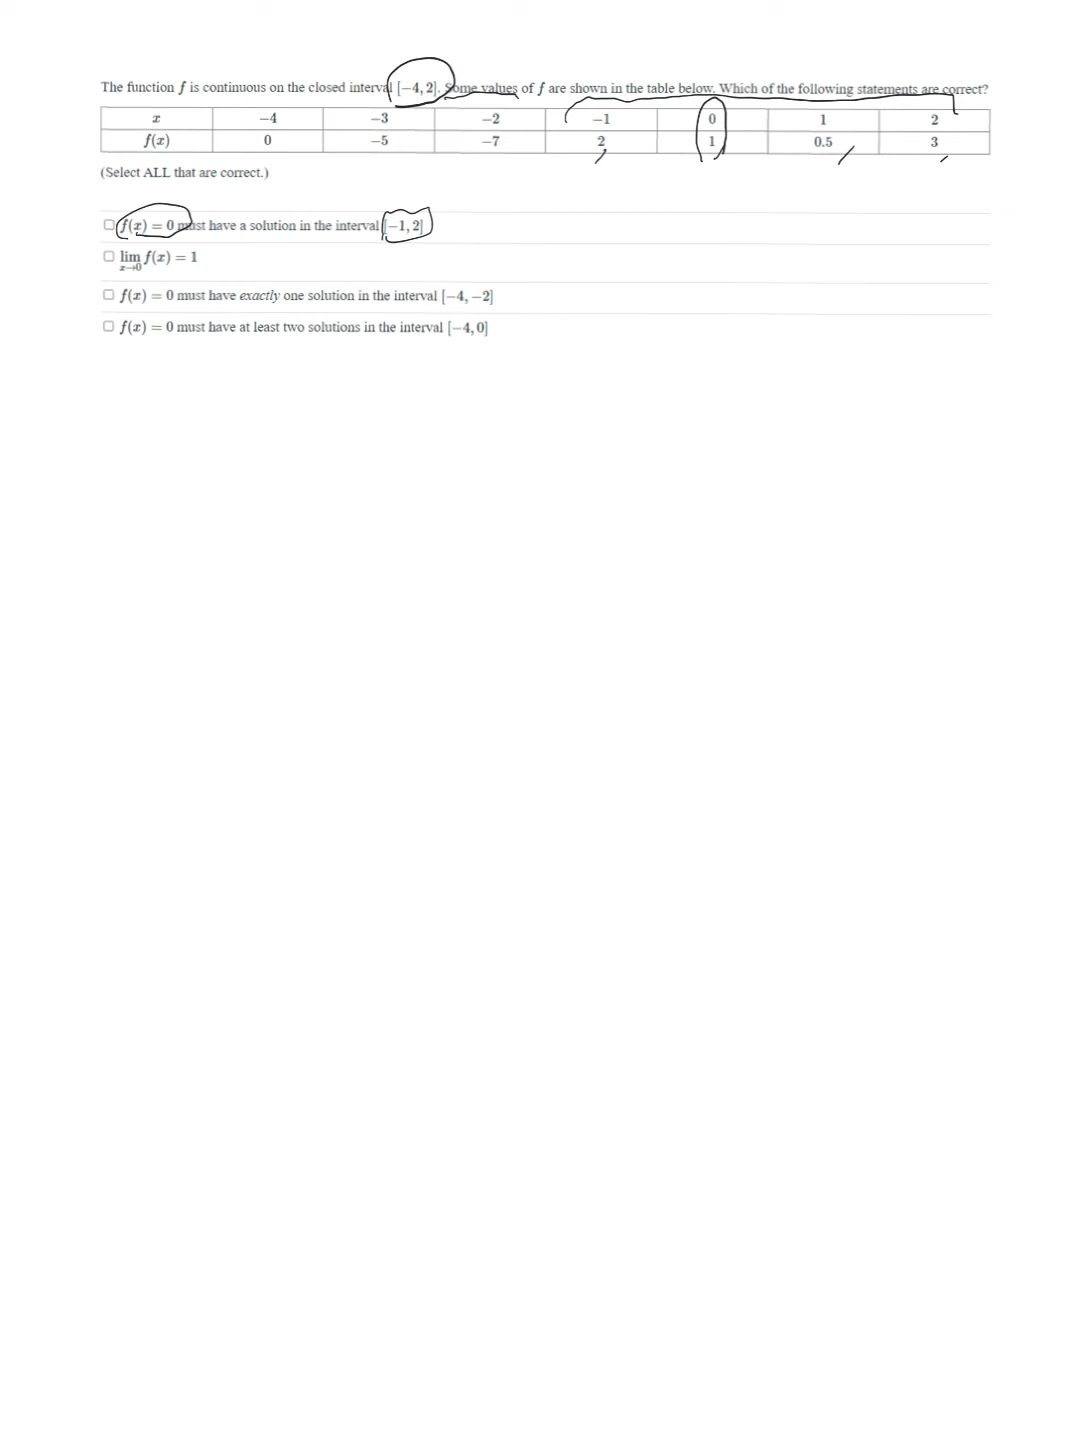 The function f is continuous on the closed interval [−4, 2]. Some values of f are shown in the table below. Which of the following statements are correct?
x −4 −3 −2 −1 0 1 2
f(x) 0 −5 −7 2 1 0.5 3
(Select ALL that are correct.)
f(x) = 0 must have a solution in the interval [−1, 2]
lim x→0 f(x) = 1
f(x) = 0 must have exactly one solution in the interval [−4, −2]
f(x) = 0 must have at least two solutions in the interval [−4, 0]